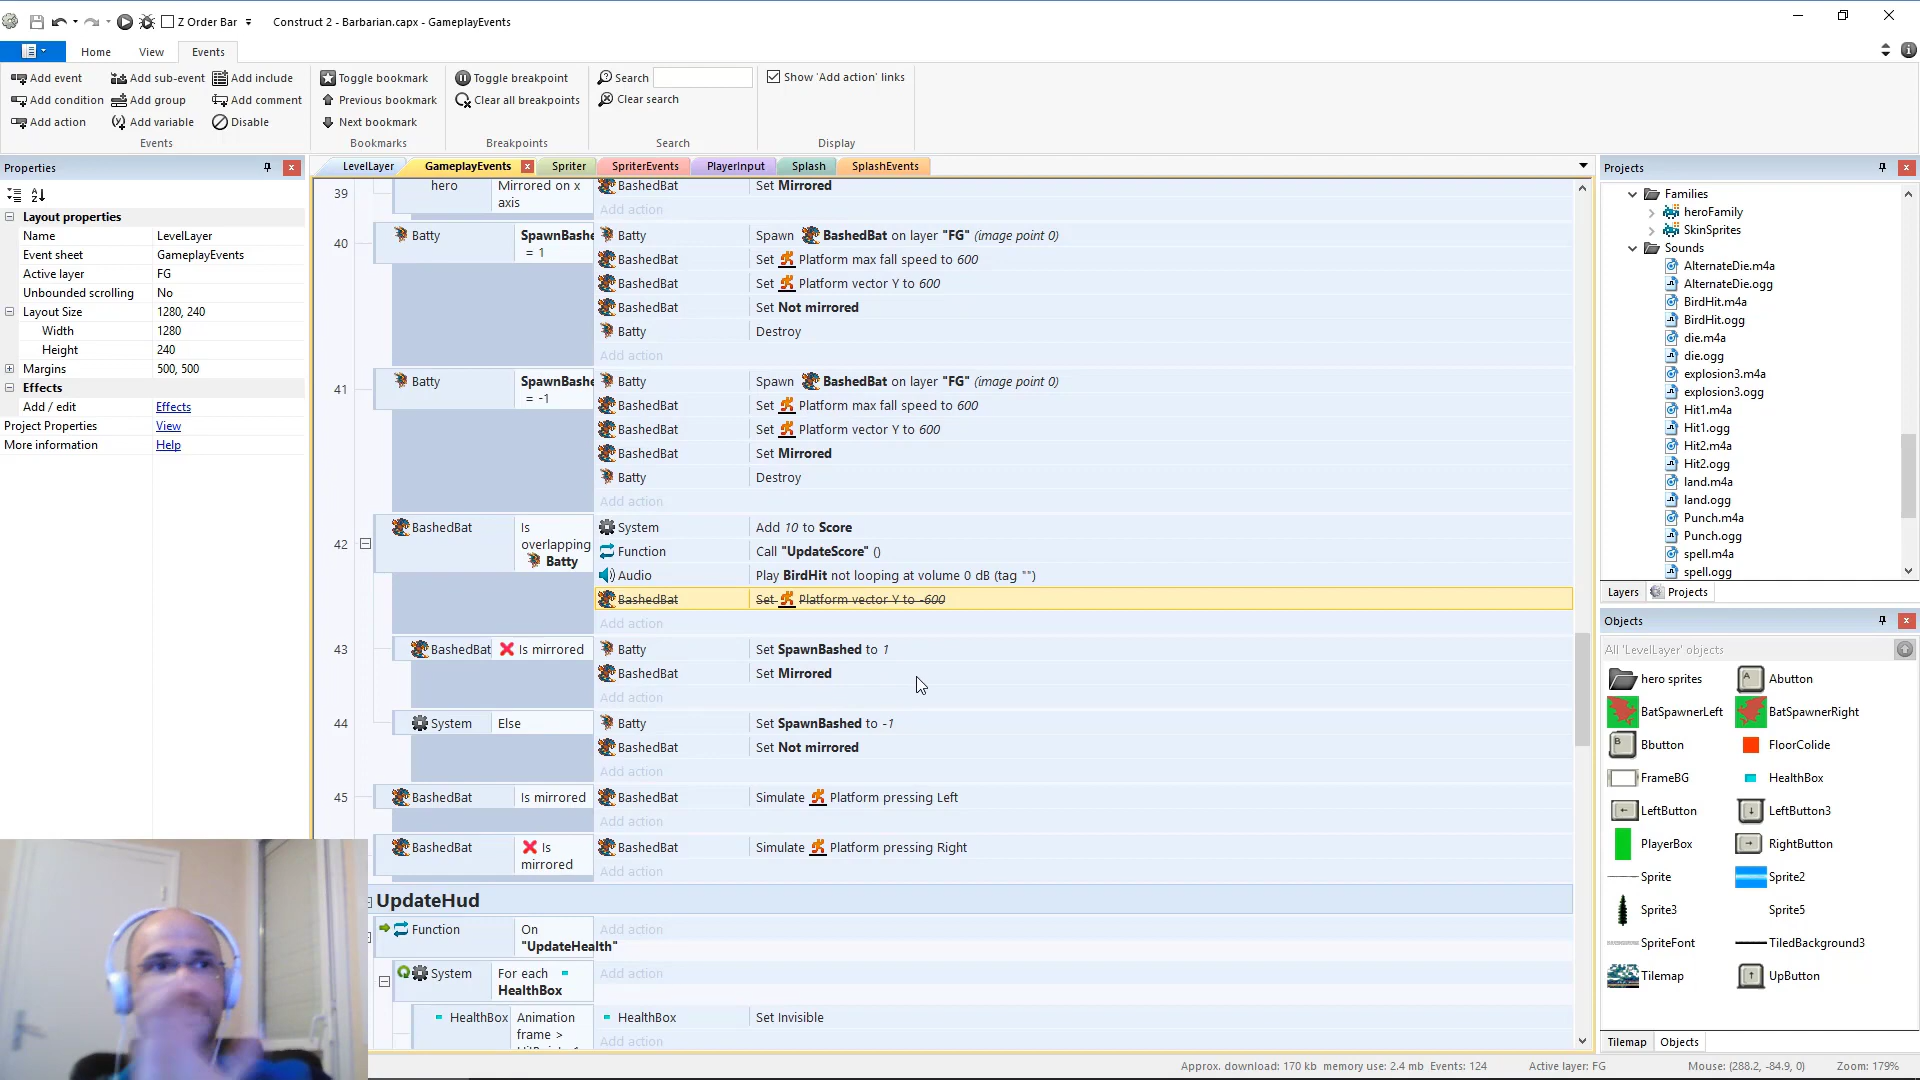 Z Order Bar
Construct 2 - Barbarian.capx - GameplayEvents
Home
View
Events
Add event
Add sub-event
Add include
Toggle bookmark
Toggle breakpoint
Search
Show 'Add action' links
Add condition
Add group
Add comment
Previous bookmark
Clear all breakpoints
Clear search
Add action
Add variable
Disable
Next bookmark
Events
Bookmarks
Breakpoints
Search
Display
Properties
Layout properties
Name LevelLayer
Event sheet GameplayEvents
Active layer FG
Unbounded scrolling No
Layout Size 1280, 240
Width 1280
Height 240
Margins 500, 500
Effects
Add / edit Effects
Project Properties View
More information Help
LevelLayer
GameplayEvents
Spriter
SpriterEvents
PlayerInput
Splash
SplashEvents
39
hero
Mirrored on x
axis
BashedBat Set Mirrored
Add action
40
Batty
SpawnBashe
= 1
Batty Spawn BashedBat on layer "FG" (image point 0)
BashedBat Set Platform max fall speed to 600
BashedBat Set Platform vector Y to 600
BashedBat Set Not mirrored
Batty Destroy
Add action
41
Batty
SpawnBashe
= -1
Batty Spawn BashedBat on layer "FG" (image point 0)
BashedBat Set Platform max fall speed to 600
BashedBat Set Platform vector Y to 600
BashedBat Set Mirrored
Batty Destroy
Add action
42
BashedBat
Is
overlapping
Batty
System Add 10 to Score
Function Call "UpdateScore" ()
Audio Play BirdHit not looping at volume 0 dB (tag "")
BashedBat Set Platform vector Y to -600
Add action
43
BashedBat Is mirrored
Batty Set SpawnBashed to 1
BashedBat Set Mirrored
Add action
44
System Else
Batty Set SpawnBashed to -1
BashedBat Set Not mirrored
Add action
45
BashedBat Is mirrored
BashedBat Simulate Platform pressing Left
Add action
BashedBat
Is
mirrored
BashedBat Simulate Platform pressing Right
Add action
UpdateHud
Function
On
"UpdateHealth"
Add action
System
For each
HealthBox
Add action
HealthBox
Animation
frame >
HealthBox Set Invisible
Add action
Projects
Families
heroFamily
SkinSprites
Sounds
AlternateDie.m4a
AlternateDie.ogg
BirdHit.m4a
BirdHit.ogg
die.m4a
die.ogg
explosion3.m4a
explosion3.ogg
Hit1.m4a
Hit1.ogg
Hit2.m4a
Hit2.ogg
land.m4a
land.ogg
Punch.m4a
Punch.ogg
spell.m4a
spell.ogg
Layers
Projects
Objects
All 'LevelLayer' objects
hero sprites
Abutton
BatSpawnerLeft
BatSpawnerRight
Bbutton
FloorColide
FrameBG
HealthBox
LeftButton
LeftButton3
PlayerBox
RightButton
Sprite
Sprite2
Sprite3
Sprite5
SpriteFont
TiledBackground3
Tilemap
UpButton
Tilemap
Objects
Approx. download: 170 kb memory use: 2.4 mb Events: 124
Active layer: FG
Mouse: (288.2, -84.9, 0)
Zoom: 179%